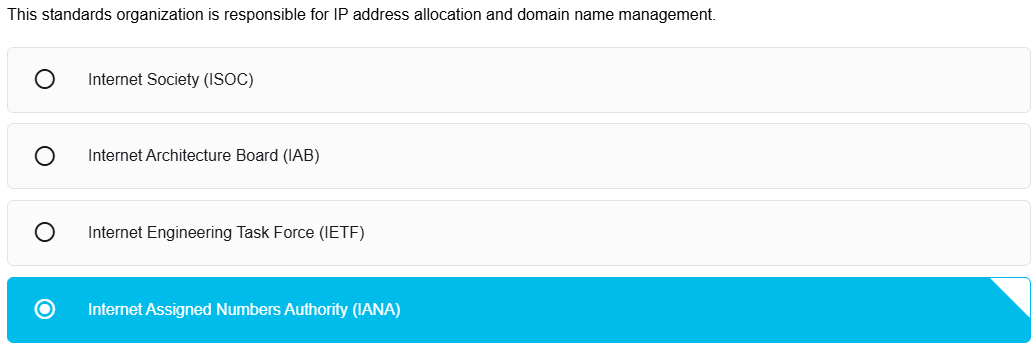 This standards organization is responsible for IP address allocation and domain name management.
Internet Society (ISOC)
Internet Architecture Board (IAB)
Internet Engineering Task Force (IETF)
Internet Assigned Numbers Authority (IANA)